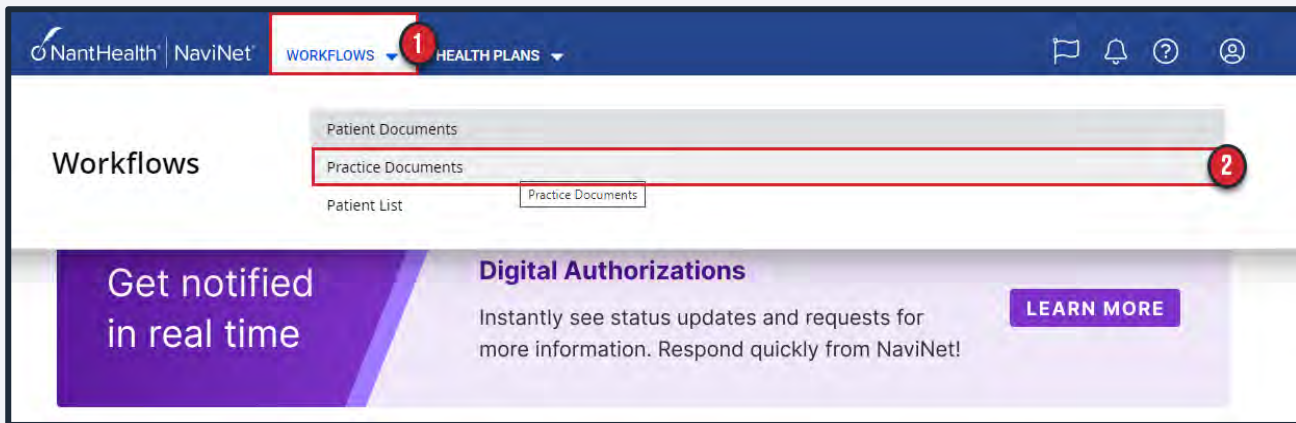 NantHealth® NaviNet®
WORKFLOWS
1
HEALTH PLANS
Workflows
Patient Documents
Practice Documents
2
Practice Documents
Patient List
Get notified
in real time
Digital Authorizations
Instantly see status updates and requests for
more information. Respond quickly from NaviNet!
LEARN MORE